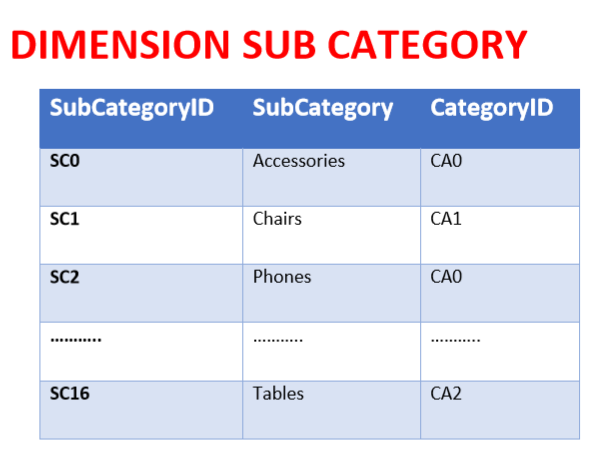 DIMENSION SUB CATEGORY
SubCategoryID SubCategory CategoryID
SC0 Accessories CA0
SC1 Chairs CA1
SC2 Phones CA0
........... ........... ...........
SC16 Tables CA2